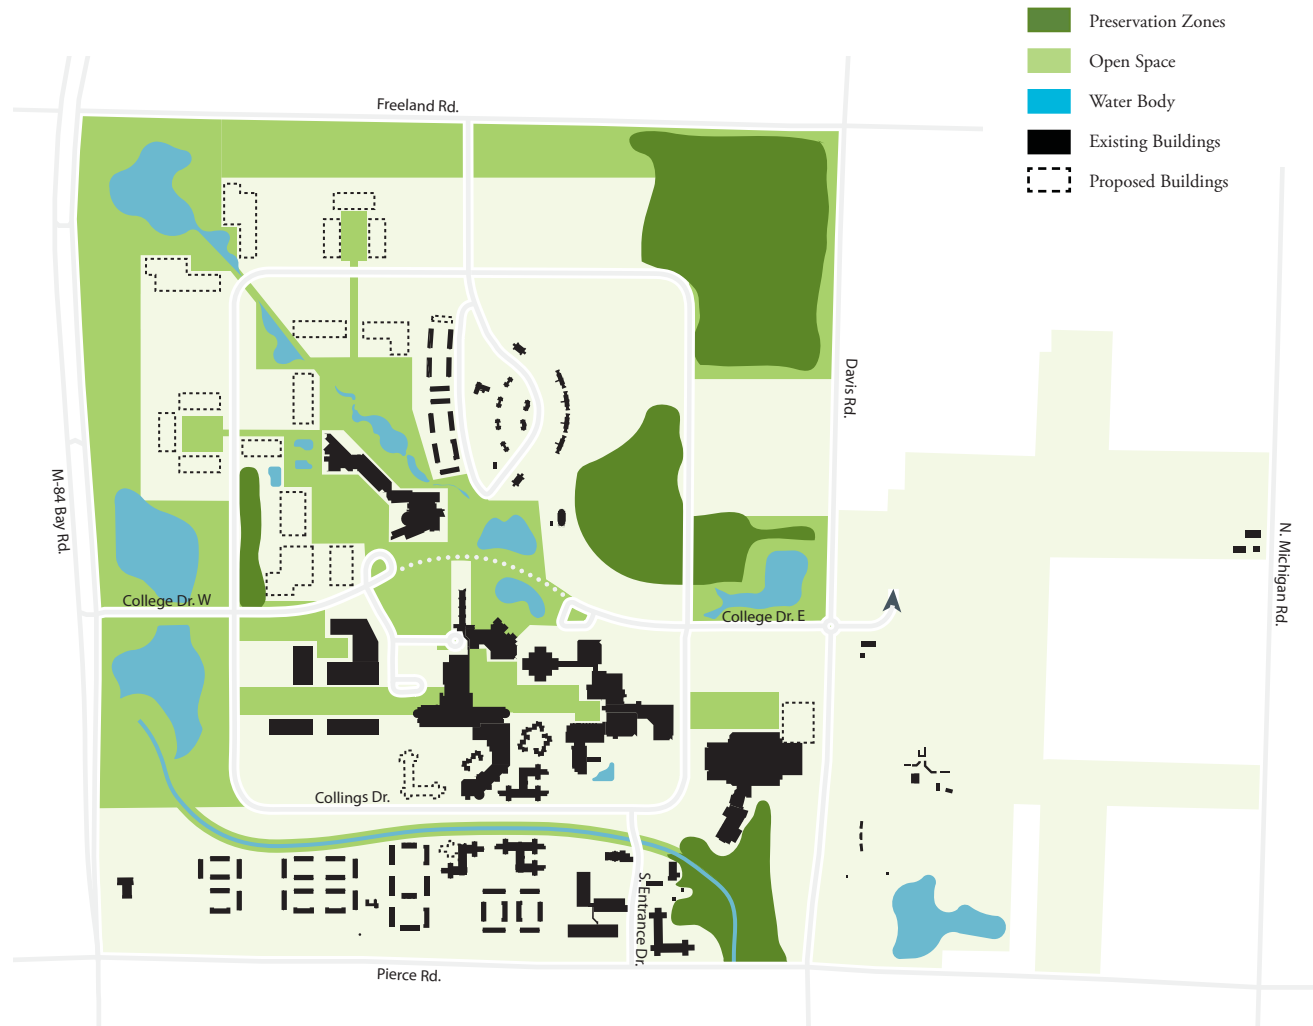 Preservation Zones
Open Space
Water Body
Existing Buildings
Proposed Buildings
Freeland Rd.
Davis Rd.
M-84 Bay Rd.
N. Michigan Rd.
College Dr. W
College Dr. E
Collings Dr.
S. Entrance Dr.
Pierce Rd.